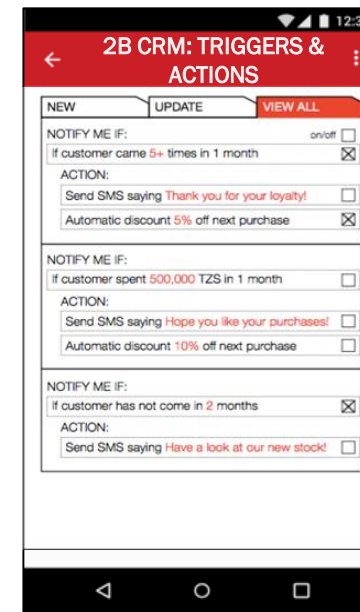 12:3
2B CRM: TRIGGERS &
ACTIONS
NEW UPDATE VIEW ALL
NOTIFY ME IF: on/off
If customer came 5+ times in 1 month
ACTION:
Send SMS saying Thank you for your loyalty!
Automatic discount 5% off next purchase
NOTIFY ME IF:
If customer spent 500,000 TZS in 1 month
ACTION:
Send SMS saying Hope you like your purchases!
Automatic discount 10% off next purchase
NOTIFY ME IF:
If customer has not come in 2 months
ACTION:
Send SMS saying Have a look at our new stock!